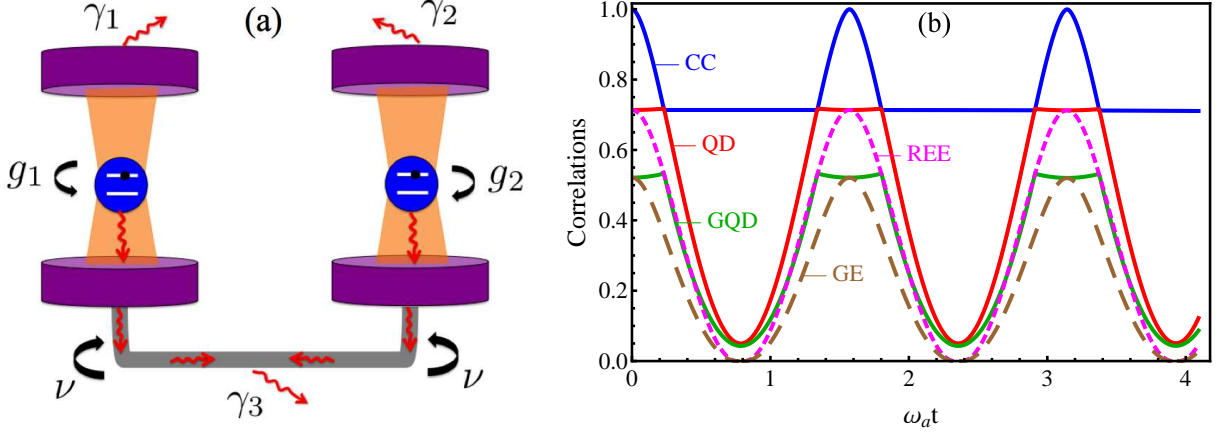 γ₁
(a)
γ₂
g₁
g₂
ν
ν
γ₃
(b)
Correlations
1.0
0.8
0.6
0.4
0.2
0.0
CC
QD
REE
GQD
GE
0
1
2
3
4
ωₐt